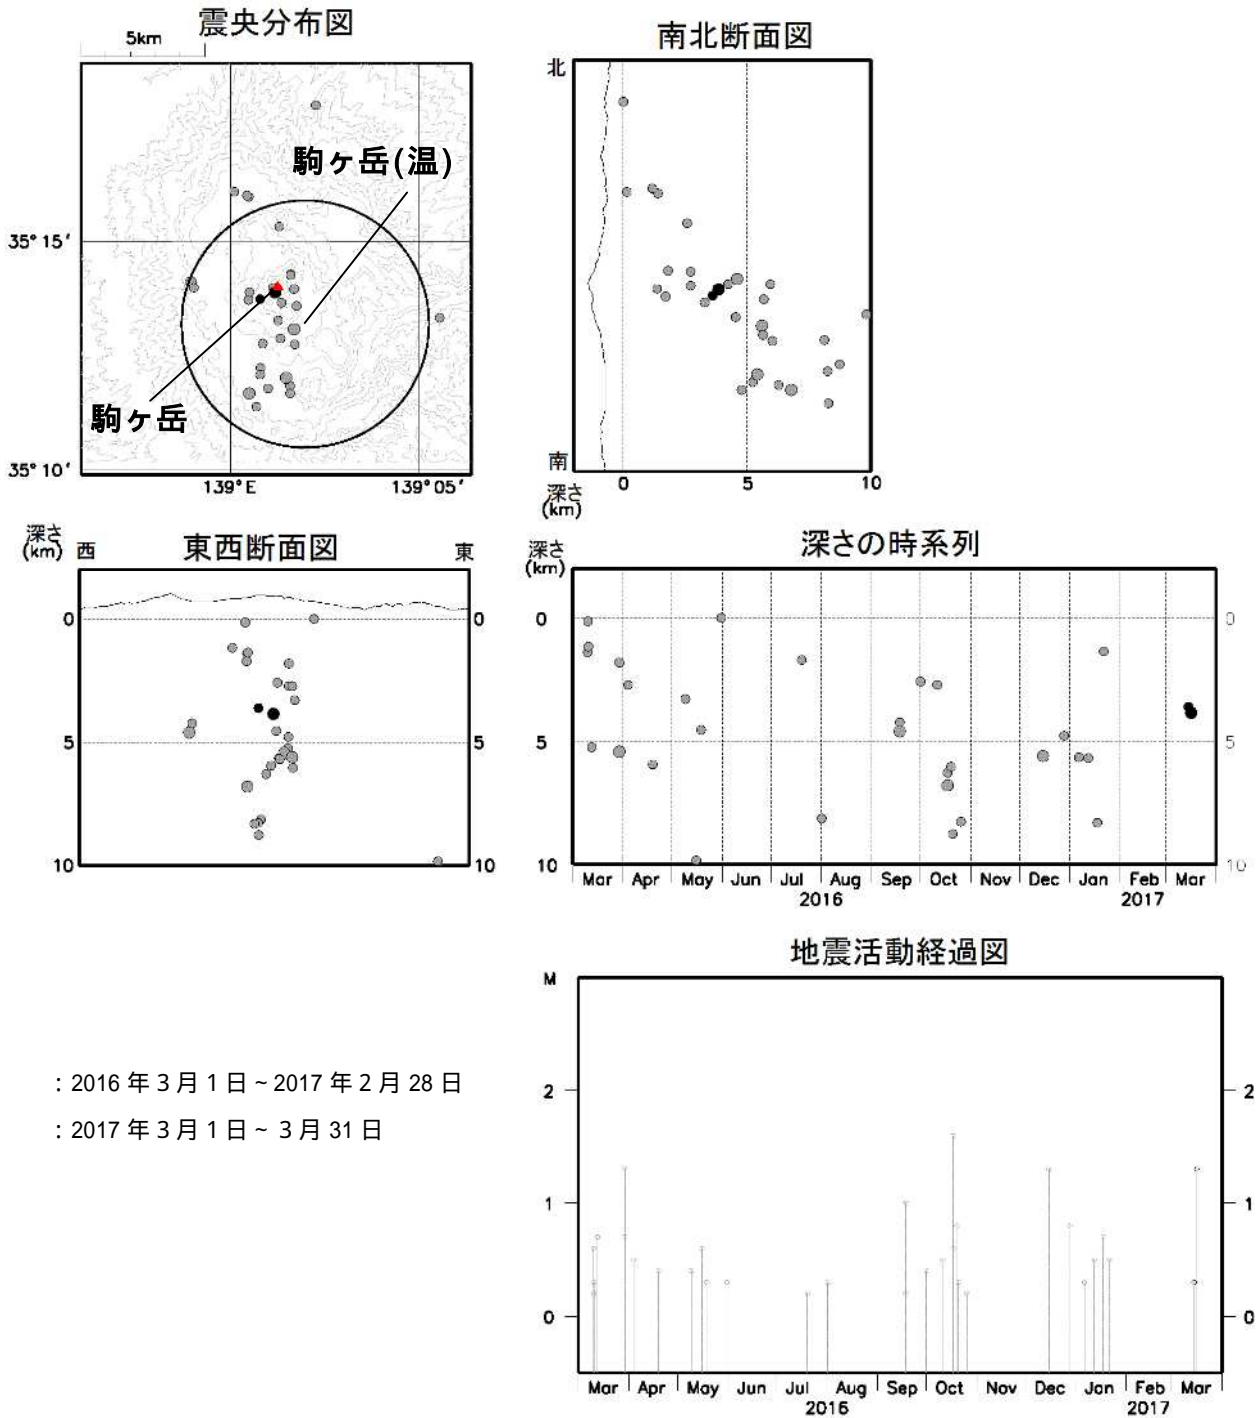 震央分布図
5km
駒ヶ岳(温)
35° 15′
駒ヶ岳
35° 10′
139°E
139° 05′
南北断面図
北
南
深さ
(km)
0
5
10
東西断面図
深さ
(km)
西
東
0
0
5
5
10
10
深さの時系列
深さ
(km)
0
0
5
5
10
10
Mar Apr May Jun Jul Aug Sep Oct Nov Dec Jan Feb Mar
2016 2017
地震活動経過図
M
2
2
1
1
0
0
Mar Apr May Jun Jul Aug Sep Oct Nov Dec Jan Feb Mar
2016 2017
: 2016 年 3 月 1 日 ~ 2017 年 2 月 28 日
: 2017 年 3 月 1 日 ~ 3 月 31 日